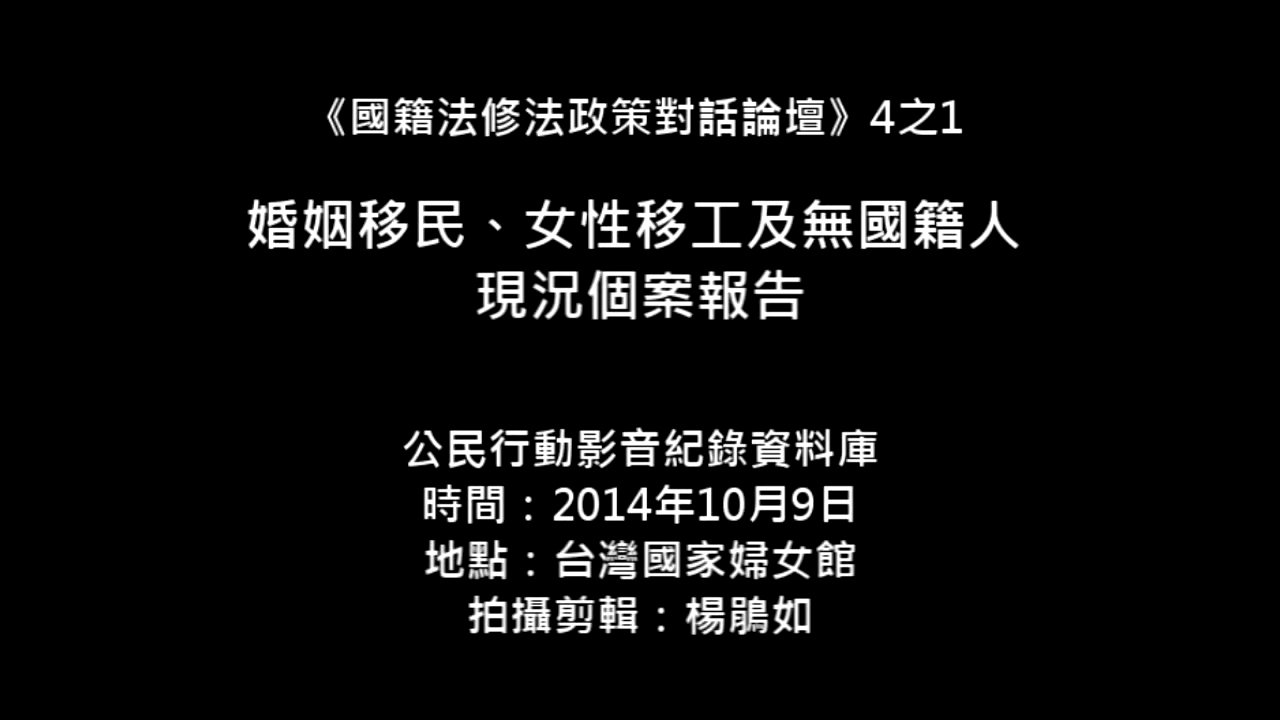 《國籍法修法政策對話論壇》4之1
婚姻移民、女性移工及無國籍人
現況個案報告
公民行動影音紀錄資料庫
時間：2014年10月9日
地點：台灣國家婦女館
拍攝剪輯：楊鵑如